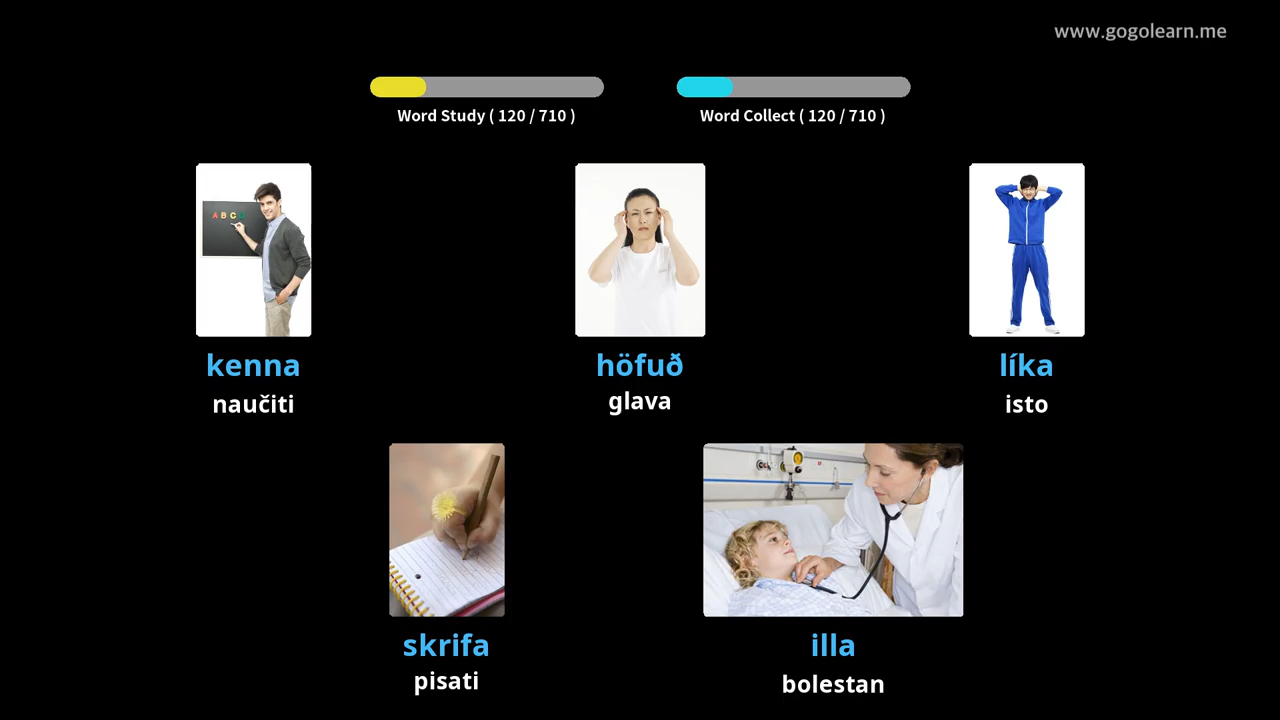 www.gogolearn.me
Word Study ( 120 / 710 )
Word Collect ( 120 / 710 )
A B C D
kenna
naučiti
höfuð
glava
líka
isto
skrifa
pisati
illa
bolestan